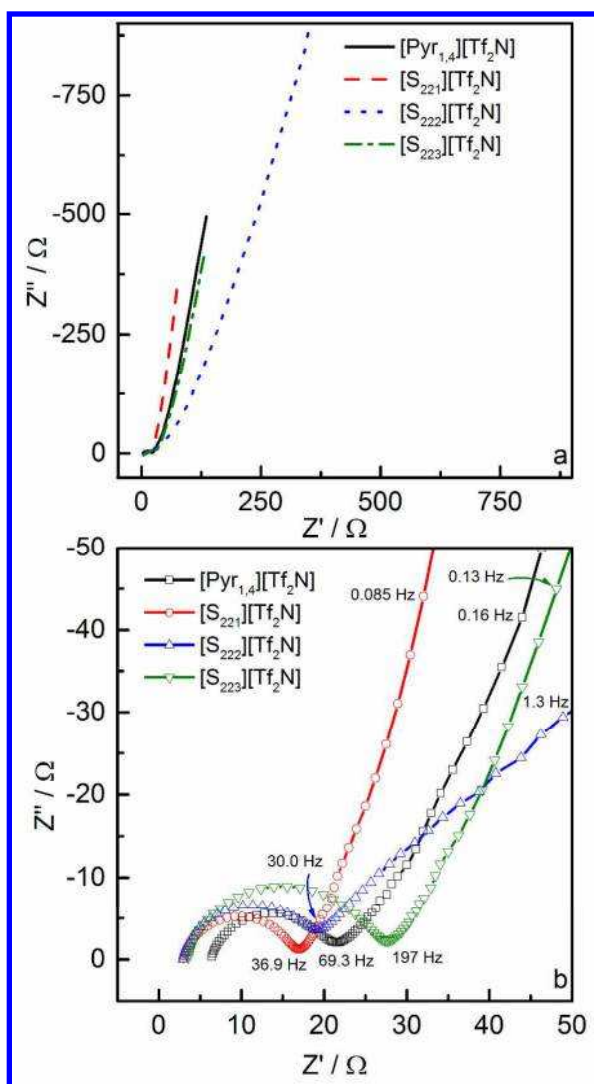 -750
-500
-250
0
Z'' / Ω
[Pyr₁,₄][Tf₂N]
[S₂₂₁][Tf₂N]
[S₂₂₂][Tf₂N]
[S₂₂₃][Tf₂N]
a
0 250 500 750
Z' / Ω
-50
-40
-30
-20
-10
0
Z'' / Ω
[Pyr₁,₄][Tf₂N]
[S₂₂₁][Tf₂N]
[S₂₂₂][Tf₂N]
[S₂₂₃][Tf₂N]
0.085 Hz
0.13 Hz
0.16 Hz
1.3 Hz
30.0 Hz
36.9 Hz
69.3 Hz
197 Hz
b
0 10 20 30 40 50
Z' / Ω